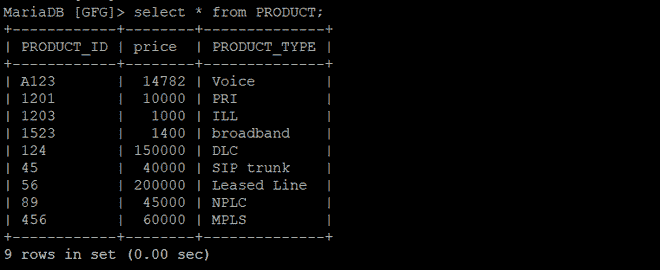 MariaDB [GFG]> select * from PRODUCT;
+------------+--------+--------------+
| PRODUCT_ID | price  | PRODUCT_TYPE |
+------------+--------+--------------+
| A123       |  14782 | Voice        |
| 1201       |  10000 | PRI          |
| 1203       |   1000 | ILL          |
| 1523       |   1400 | broadband    |
| 124        | 150000 | DLC          |
| 45         |  40000 | SIP trunk    |
| 56         | 200000 | Leased Line  |
| 89         |  45000 | NPLC         |
| 456        |  60000 | MPLS         |
+------------+--------+--------------+
9 rows in set (0.00 sec)